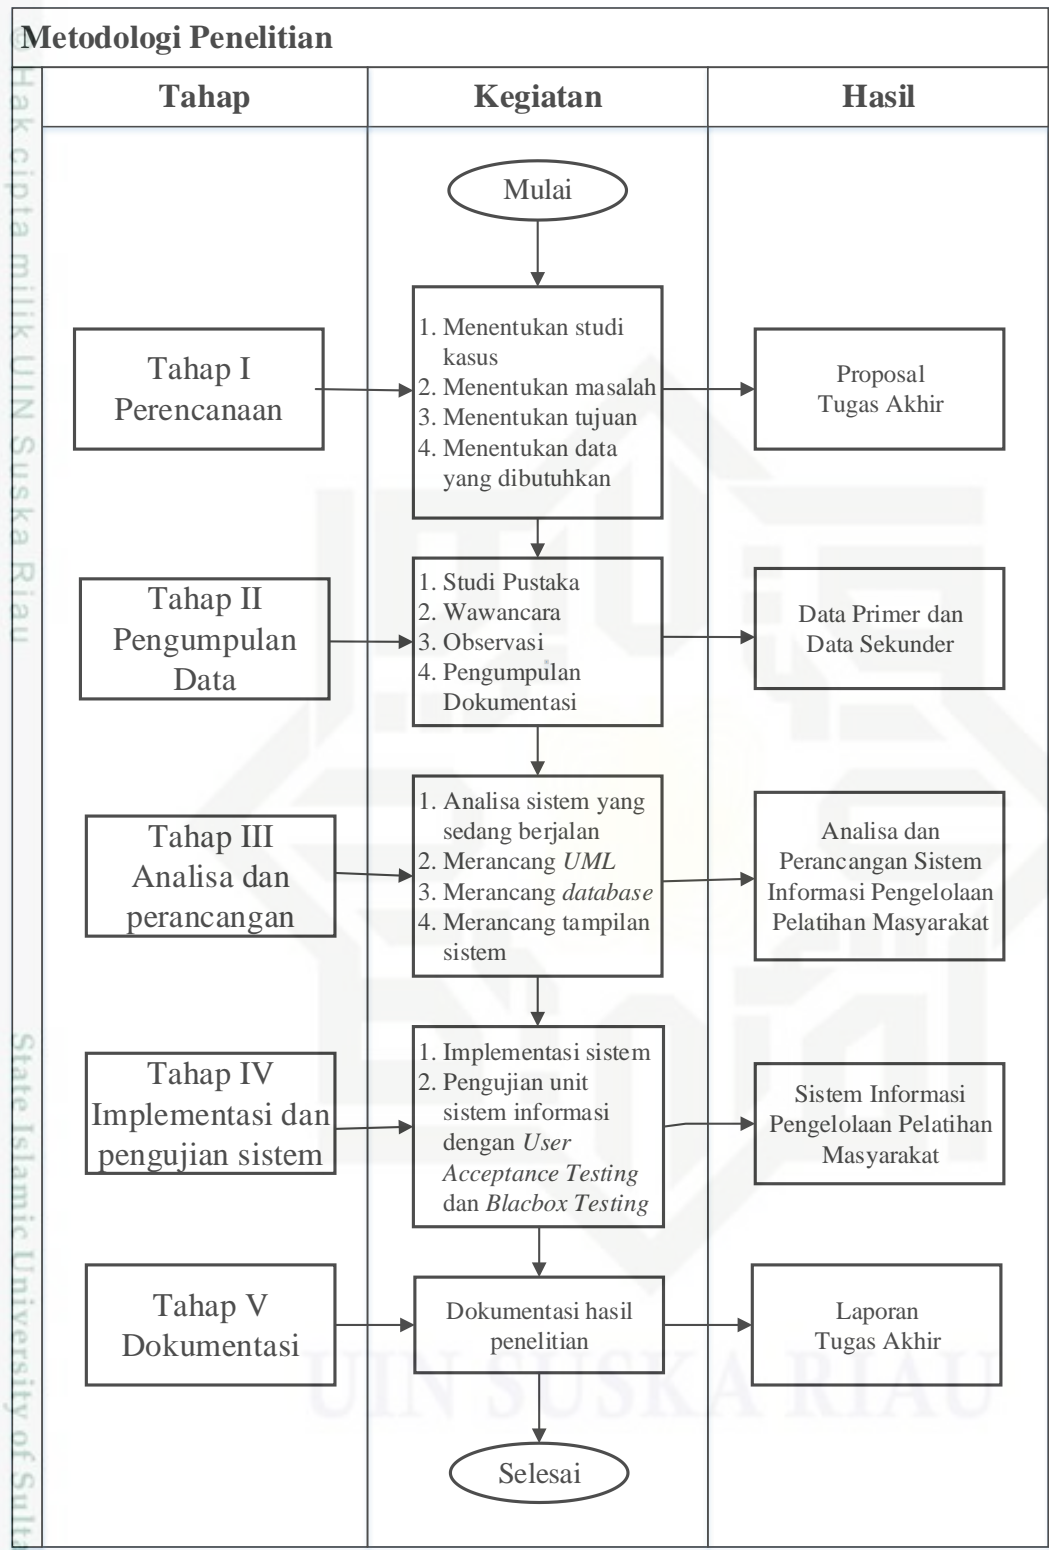 Metodologi Penelitian
Tahap
Kegiatan
Hasil
Mulai
Tahap I
Perencanaan
1. Menentukan studi
kasus
2. Menentukan masalah
3. Menentukan tujuan
4. Menentukan data
yang dibutuhkan
Proposal
Tugas Akhir
Tahap II
Pengumpulan
Data
1. Studi Pustaka
2. Wawancara
3. Observasi
4. Pengumpulan
Dokumentasi
Data Primer dan
Data Sekunder
Tahap III
Analisa dan
perancangan
1. Analisa sistem yang
sedang berjalan
2. Merancang UML
3. Merancang database
4. Merancang tampilan
sistem
Analisa dan
Perancangan Sistem
Informasi Pengelolaan
Pelatihan Masyarakat
Tahap IV
Implementasi dan
pengujian sistem
1. Implementasi sistem
2. Pengujian unit
sistem informasi
dengan User
Acceptance Testing
dan Blacbox Testing
Sistem Informasi
Pengelolaan Pelatihan
Masyarakat
Tahap V
Dokumentasi
Dokumentasi hasil
penelitian
Laporan
Tugas Akhir
Selesai
© Hak cipta milik UIN Suska Riau
State Islamic University of Sulta
UIN SUSKA RIAU